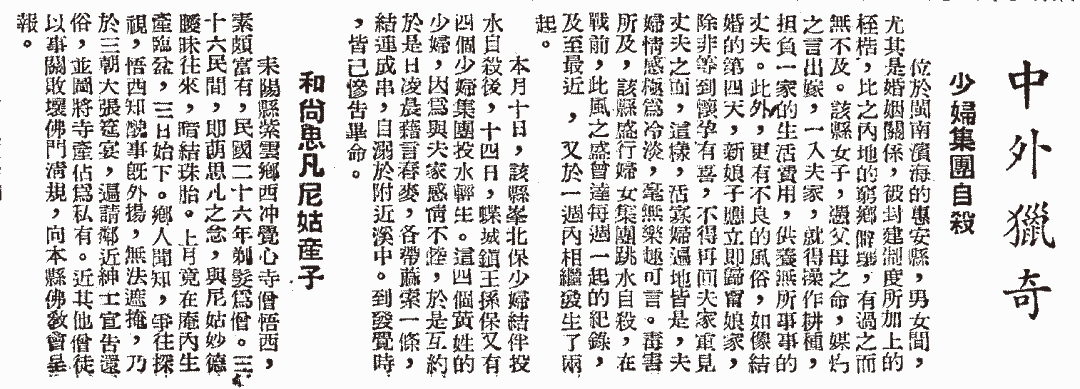 中外獵奇
少婦集團自殺
位於閩南濱海的惠安縣，男女間，
尤其是婚姻關係，被封建制度所加上的
桎梏，比之內地的窮鄉僻壤，有過之而
無不及。該縣女子，憑父母之命，媒妁
之言出嫁，一入夫家，就得操作耕種，
担負一家的生活費用，供養無所事事的
丈夫。此外，更有不良的風俗，如像結
婚的第四天，新娘子應立即歸甯娘家，
除非等到懷孕有喜，不得再回夫家重見
丈夫之面，這樣，活寡婦遍地皆是，夫
婦情感極爲冷淡，毫無樂趣可言。毒害
所及，該縣盛行婦女集團跳水自殺，在
戰前，此風之盛曾達每週一起的紀錄，
及至最近，又於一週內相繼發生了兩
起。
本月十日，該縣峯北保少婦結伴投
水自殺後，十四日，蝶城鎮王孫保又有
四個少婦集團投水輕生。這四個黃姓的
少婦，因爲與夫家感情不睦，於是互約
於是日凌晨藉言舂麥，各帶藤索一條，
結連成串，自溺於附近溪中。到發覺時
，皆已慘告畢命。
和尚思凡尼姑産子
耒陽縣紫雲鄉西冲覺心寺僧悟西，
素頗富有，民國二十六年剃髮爲僧。三
十六民間，即萌思凡之念，與尼姑妙德
曖昧往來，暗結珠胎。上月竟在庵內生
產臨盆，三日始下。鄉人聞知，爭往探
視，悟西知醜事既外揚，無法遮掩，乃
於三朝大張筵宴，遍請鄰近紳士宣告還
俗，並圖將寺產佔爲私有。近其他僧徒
以事關敗壞佛門清規，向本縣佛教會呈
報。